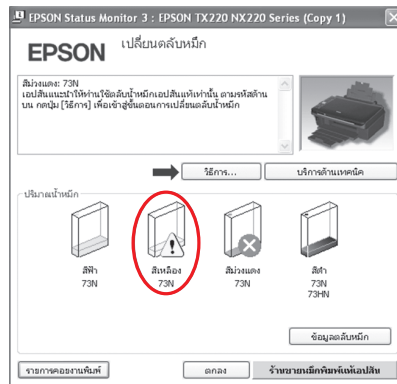 EPSON Status Monitor 3 : EPSON TX220 NX220 Series (Copy 1)
EPSON
เปลี่ยนตลับหมึก
สีม่วงแดง: 73N
เอปสันแนะนำให้ท่านใช้ตลับน้ำหมึกเอปสันแท้เท่านั้น ตามรหัสด้าน
บน กดปุ่ม [วิธีการ] เพื่อเข้าสู่ขั้นตอนการเปลี่ยนตลับน้ำหมึก
วิธีการ...
บริการด้านเทคนิค
ปริมาณน้ำหมึก
สีฟ้า
73N
สีเหลือง
73N
สีม่วงแดง
73N
สีดำ
73N
73HN
ข้อมูลตลับหมึก
รายการคอยงานพิมพ์
ตกลง
ร้านขายหมึกพิมพ์แท้เอปสัน